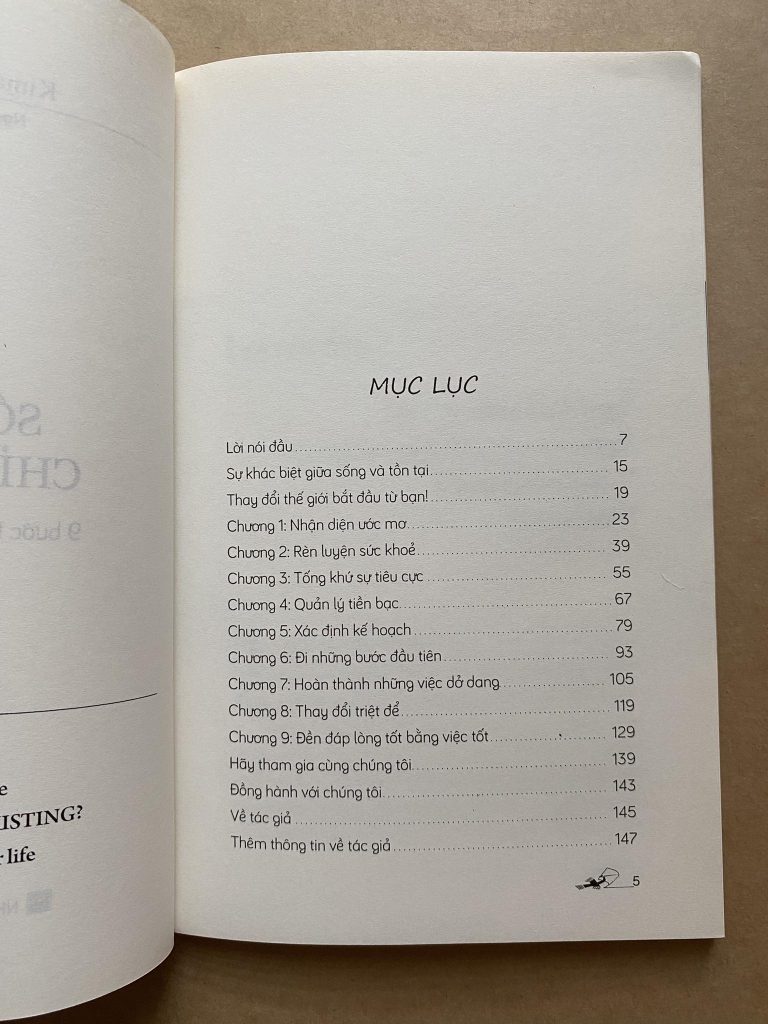 e
ISTING?
r life
MỤC LỤC
Lời nói đầu 7
Sự khác biệt giữa sống và tồn tại 15
Thay đổi thế giới bắt đầu từ bạn! 19
Chương 1: Nhận diện ước mơ 23
Chương 2: Rèn luyện sức khoẻ 39
Chương 3: Tống khứ sự tiêu cực 55
Chương 4: Quản lý tiền bạc 67
Chương 5: Xác định kế hoạch 79
Chương 6: Đi những bước đầu tiên 93
Chương 7: Hoàn thành những việc dở dang 105
Chương 8: Thay đổi triệt để 119
Chương 9: Đền đáp lòng tốt bằng việc tốt 129
Hãy tham gia cùng chúng tôi 139
Đồng hành với chúng tôi 143
Về tác giả 145
Thêm thông tin về tác giả 147
5